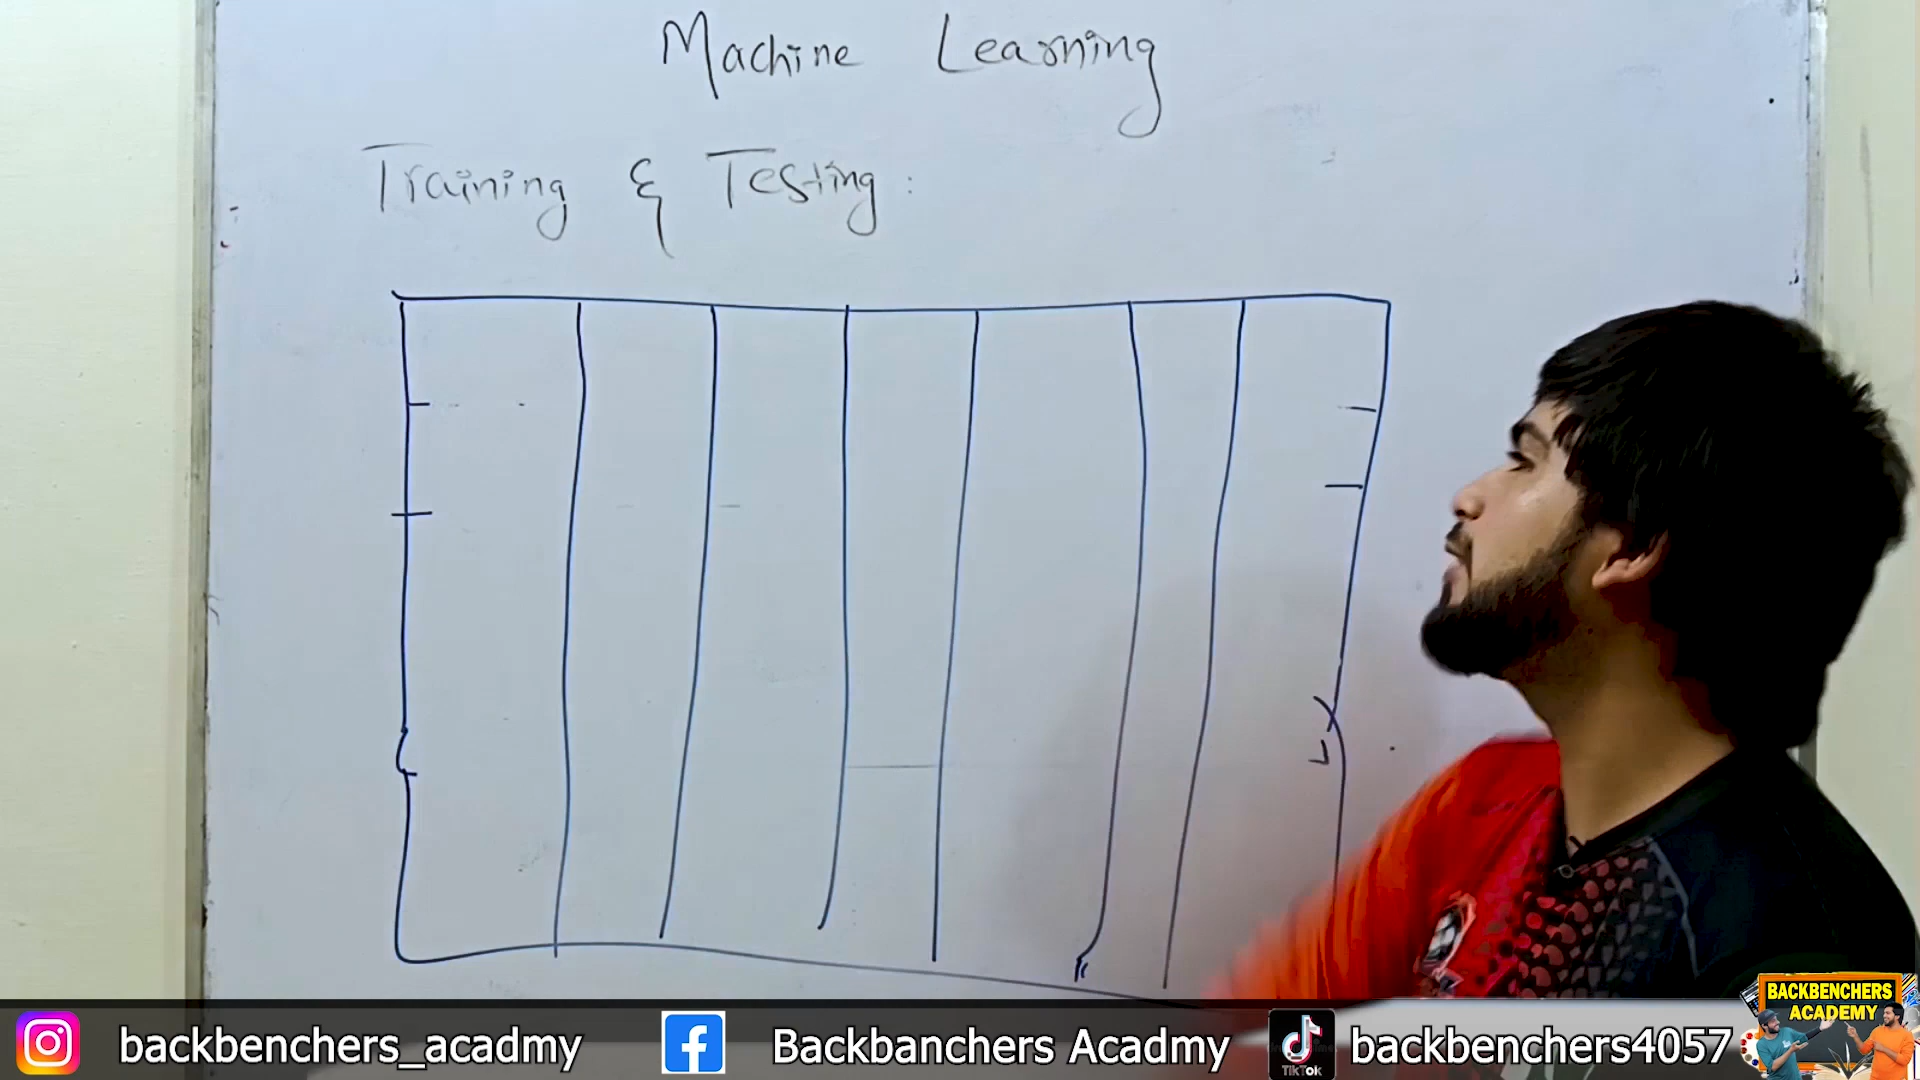 Machine Learning
Training & Testing :
backbenchers_acadmy
Backbanchers Acadmy
TikTok
backbenchers4057
BACKBENCHERS
ACADEMY